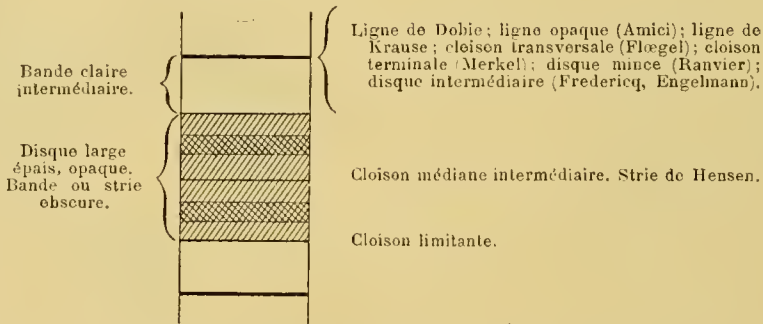 Ligne de Dobie ; ligne opaque (Amici) ; ligne de
Krause ; cloison transversale (Flœgel) ; cloison
terminale (Merkel) ; disque mince (Ranvier) ;
disque intermédiaire (Fredericq, Engelmann).
Bande claire
intermédiaire.
Disque large
épais, opaque.
Bande ou strie
obscure.
Cloison médiane intermédiaire. Strie de Hensen.
Cloison limitante.